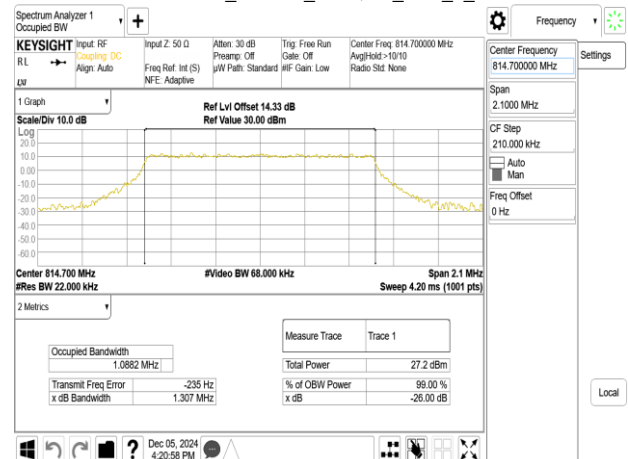 Spectrum Analyzer 1
Occupied BW
Frequency
KEYSIGHT
RL
Input: RF
Coupling: DC
Align: Auto
Input Z: 50 Ω
Freq Ref: Int (S)
NFE: Adaptive
Atten: 30 dB
Preamp: Off
µW Path: Standard
Trig: Free Run
Gate: Off
#IF Gain: Low
Center Freq: 814.700000 MHz
Avg|Hold:>10/10
Radio Std: None
Center Frequency
814.700000 MHz
Settings
Span
2.1000 MHz
CF Step
210.000 kHz
Auto
Man
Freq Offset
0 Hz
Local
1 Graph
Scale/Div 10.0 dB
Ref Lvl Offset 14.33 dB
Ref Value 30.00 dBm
Log
20.0
10.0
0.00
-10.0
-20.0
-30.0
-40.0
-50.0
-60.0
Center 814.700 MHz
#Res BW 22.000 kHz
#Video BW 68.000 kHz
Span 2.1 MHz
Sweep 4.20 ms (1001 pts)
2 Metrics
Occupied Bandwidth
1.0882 MHz
Transmit Freq Error -235 Hz
x dB Bandwidth 1.307 MHz
Measure Trace Trace 1
Total Power 27.2 dBm
% of OBW Power 99.00 %
x dB -26.00 dB
?
Dec 05, 2024
4:20:58 PM